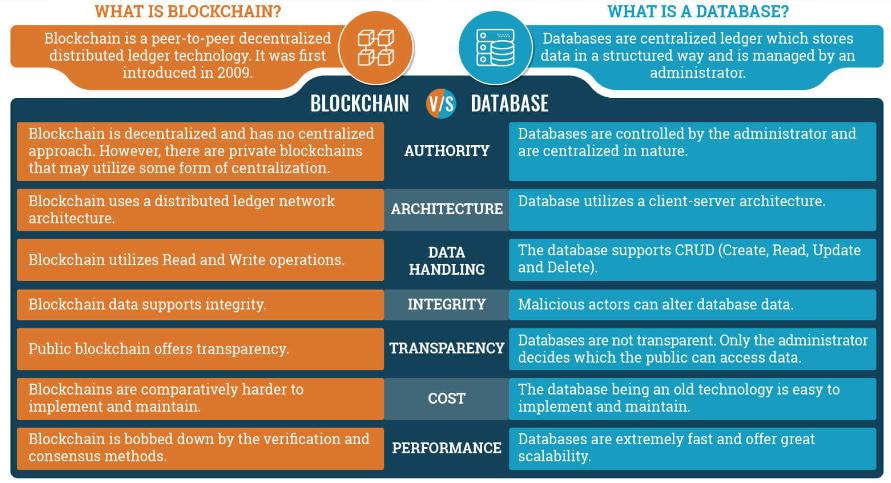 WHAT IS BLOCKCHAIN?
Blockchain is a peer-to-peer decentralized
distributed ledger technology. It was first
introduced in 2009.
WHAT IS A DATABASE?
Databases are centralized ledger which stores
data in a structured way and is managed by an
administrator.
BLOCKCHAIN V/S DATABASE
Blockchain is decentralized and has no centralized
approach. However, there are private blockchains
that may utilize some form of centralization.
AUTHORITY
Databases are controlled by the administrator and
are centralized in nature.
Blockchain uses a distributed ledger network
architecture.
ARCHITECTURE
Database utilizes a client-server architecture.
Blockchain utilizes Read and Write operations.
DATA
HANDLING
The database supports CRUD (Create, Read, Update
and Delete).
Blockchain data supports integrity.
INTEGRITY
Malicious actors can alter database data.
Public blockchain offers transparency.
TRANSPARENCY
Databases are not transparent. Only the administrator
decides which the public can access data.
Blockchains are comparatively harder to
implement and maintain.
COST
The database being an old technology is easy to
implement and maintain.
Blockchain is bobbed down by the verification and
consensus methods.
PERFORMANCE
Databases are extremely fast and offer great
scalability.